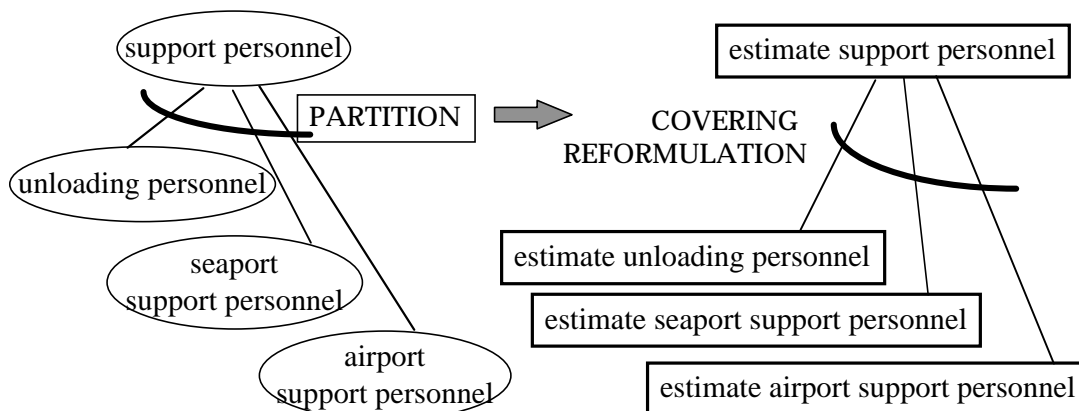 support personnel
PARTITION
unloading personnel
seaport
support personnel
airport
support personnel
estimate support personnel
COVERING
REFORMULATION
estimate unloading personnel
estimate seaport support personnel
estimate airport support personnel